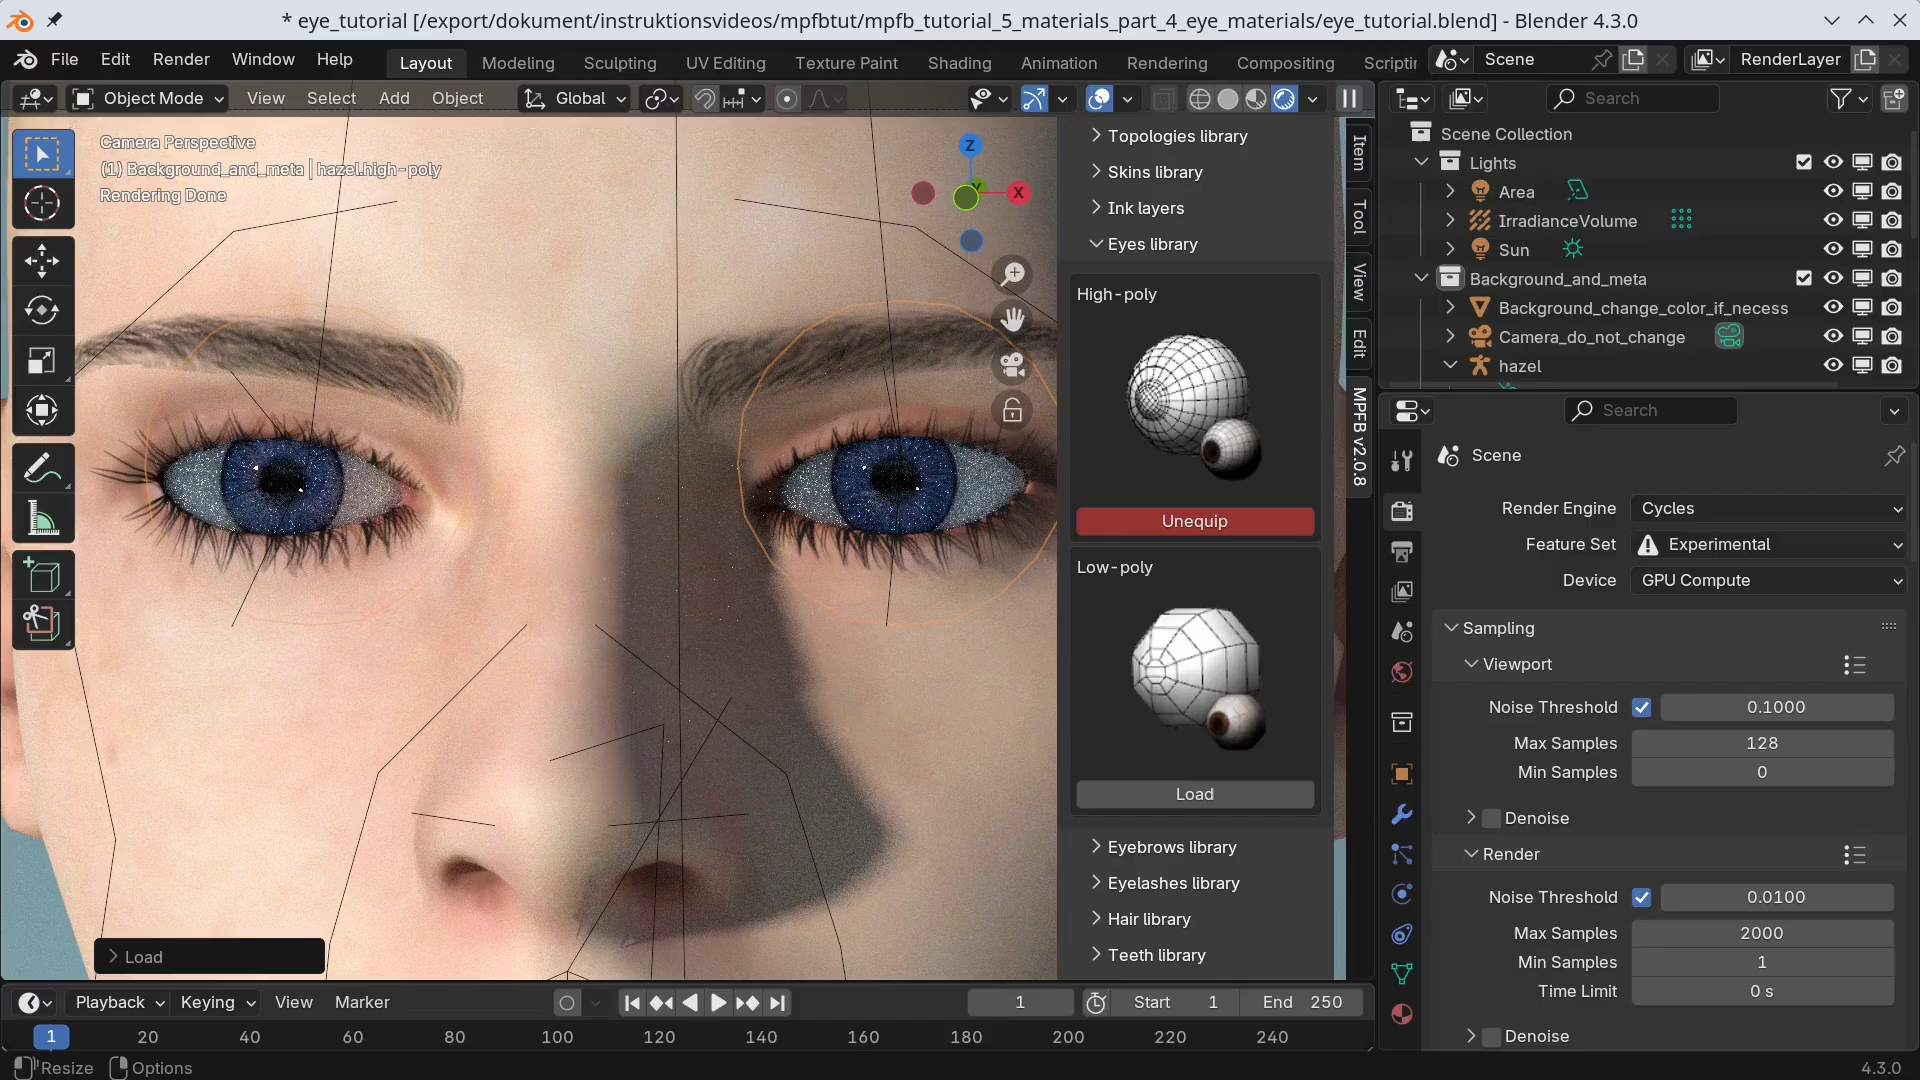 * eye_tutorial [/export/dokument/instruktionsvideos/mpfbtut/mpfb_tutorial_5_materials_part_4_eye_materials/eye_tutorial.blend] - Blender 4.3.0
File Edit Render Window Help Layout Modeling Sculpting UV Editing Texture Paint Shading Animation Rendering Compositing Scriptin Scene RenderLayer
Object Mode View Select Add Object Global
Camera Perspective
(1) Background_and_meta | hazel.high-poly
Rendering Done
Z
Y
X
Topologies library
Skins library
Ink layers
Eyes library
High-poly
Unequip
Low-poly
Load
Eyebrows library
Eyelashes library
Hair library
Teeth library
Item
Tool
View
Edit
MPFB v2.0.8
Load
Search
Scene Collection
Lights
Area
IrradianceVolume
Sun
Background_and_meta
Background_change_color_if_necess
Camera_do_not_change
hazel
Search
Scene
Render Engine Cycles
Feature Set Experimental
Device GPU Compute
Sampling
Viewport
Noise Threshold 0.1000
Max Samples 128
Min Samples 0
Denoise
Render
Noise Threshold 0.0100
Max Samples 2000
Min Samples 1
Time Limit 0 s
Denoise
Playback Keying View Marker 1 Start 1 End 250
1 20 40 60 80 100 120 140 160 180 200 220 240
Resize Options 4.3.0